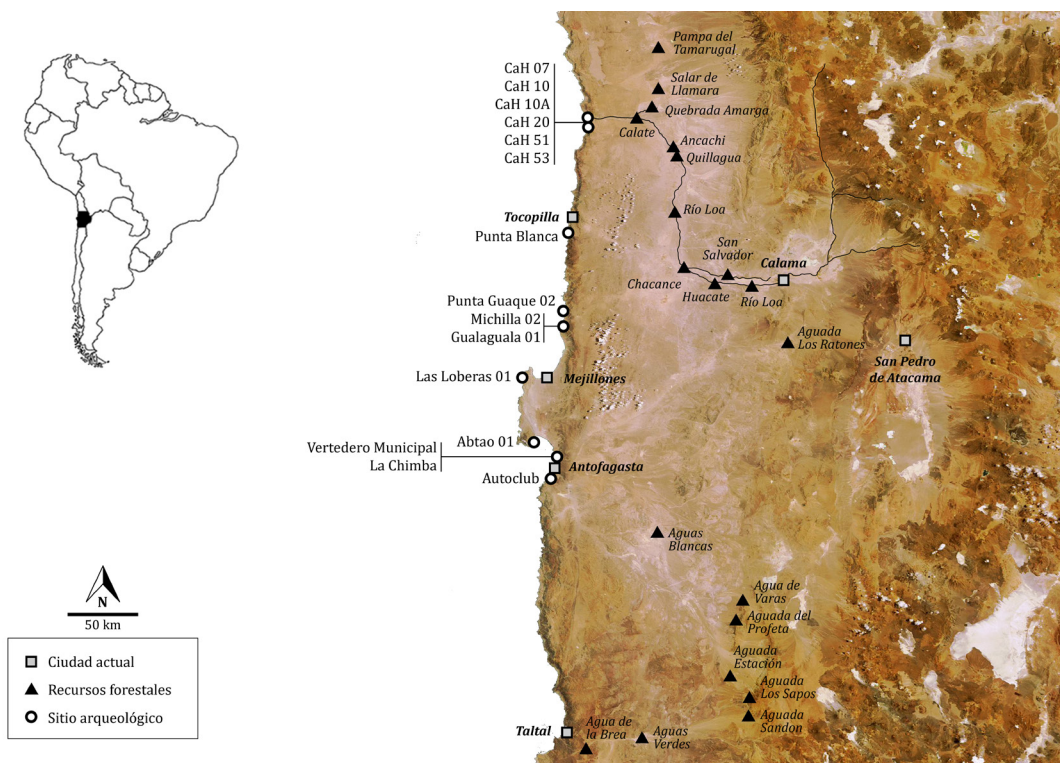 Pampa del
Tamarugal
CaH 07
CaH 10
CaH 10A
CaH 20
CaH 51
CaH 53
Salar de
Llamara
Quebrada Amarga
Calate
Ancachi
Quillagua
Tocopilla
Punta Blanca
Río Loa
San
Salvador
Calama
Chacance
Huacate
Río Loa
Punta Guaque 02
Michilla 02
Gualaguala 01
Aguada
Los Ratones
San Pedro
de Atacama
Las Loberas 01
Mejillones
Abtao 01
Vertedero Municipal
La Chimba
Antofagasta
Autoclub
Aguas
Blancas
Agua de
Varas
Aguada del
Profeta
Aguada
Estación
Aguada
Los Sapos
Aguada
Sandon
Taltal
Agua de
la Brea
Aguas
Verdes
N
50 km
Ciudad actual
Recursos forestales
Sitio arqueológico